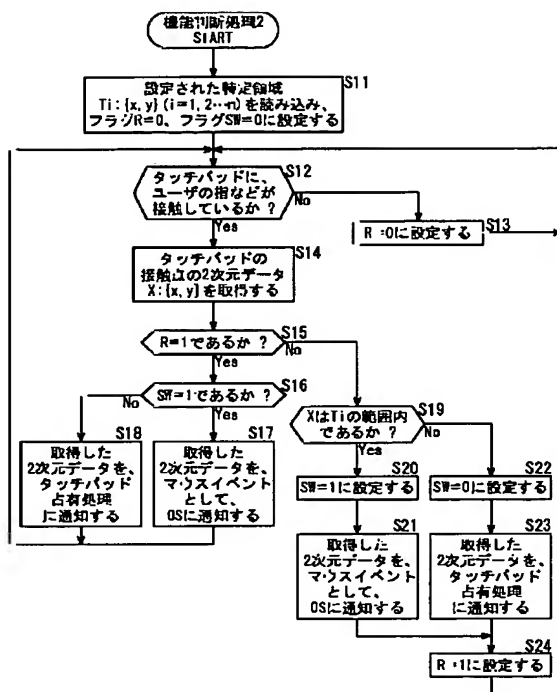 機能判断処理2
START
S11
設定された特定領域
Ti:{x,y}(i=1,2…n)を読み込み、
フラグR=0、フラグSW=0に設定する
S12
タッチパッドに、
ユーザの指などが
接触しているか?
No
Yes
S13
R=0に設定する
S14
タッチパッドの
接触点の2次元データ
X:{x,y}を取得する
S15
R=1であるか?
No
Yes
S16
SW=1であるか?
No
Yes
S18
取得した
2次元データを、
タッチパッド
占有処理
に通知する
S17
取得した
2次元データを、
マウスイベント
として、
OSに通知する
S19
XはTiの範囲内
であるか?
No
Yes
S20
SW=1に設定する
S22
SW=0に設定する
S21
取得した
2次元データを、
マウスイベント
として、
OSに通知する
S23
取得した
2次元データを、
タッチパッド
占有処理
に通知する
S24
R=1に設定する